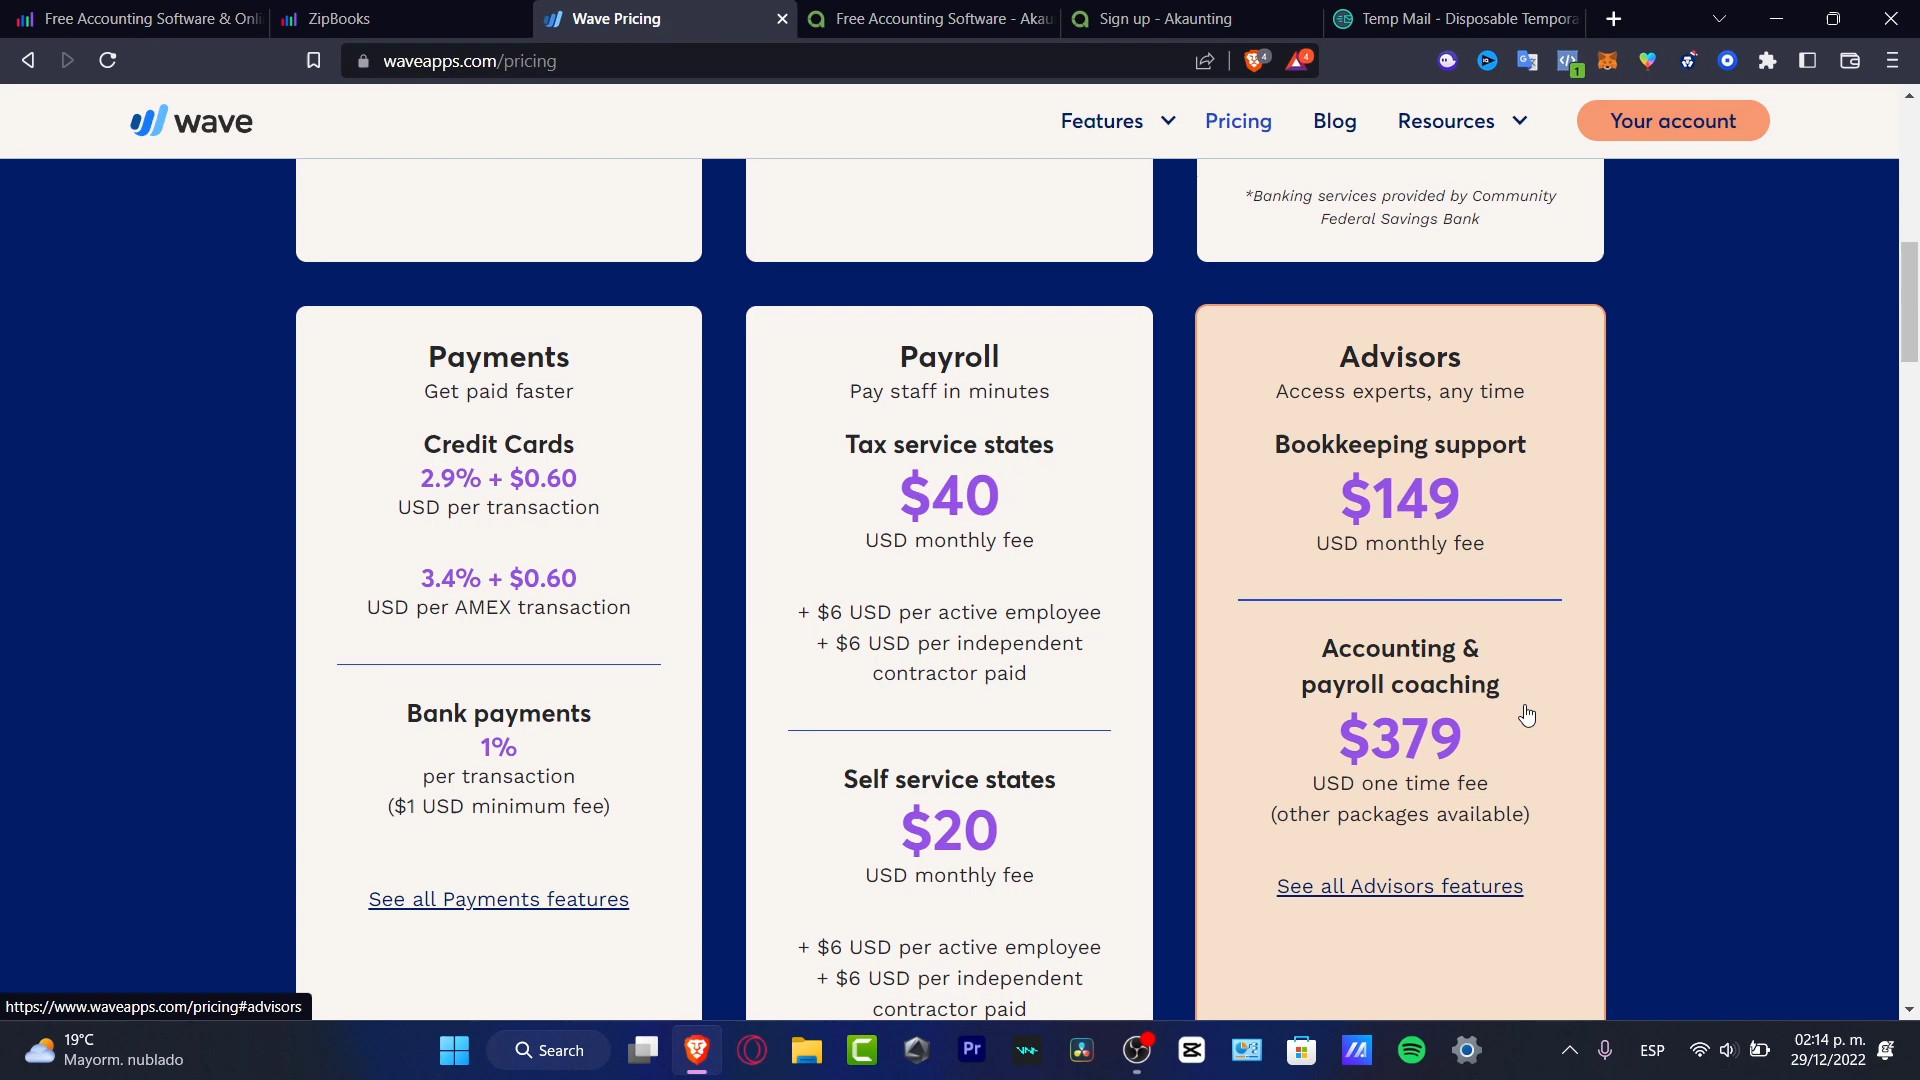 Free Accounting Software & Onli
ZipBooks
Wave Pricing
Free Accounting Software - Akau
Sign up - Akaunting
Temp Mail - Disposable Tempora
waveapps.com/pricing
4
4
1
wave
Features
Pricing
Blog
Resources
Your account
*Banking services provided by Community
Federal Savings Bank
Payments
Get paid faster
Credit Cards
2.9% + $0.60
USD per transaction
3.4% + $0.60
USD per AMEX transaction
Bank payments
1%
per transaction
($1 USD minimum fee)
See all Payments features
Payroll
Pay staff in minutes
Tax service states
$40
USD monthly fee
+ $6 USD per active employee
+ $6 USD per independent
contractor paid
Self service states
$20
USD monthly fee
+ $6 USD per active employee
+ $6 USD per independent
contractor paid
Advisors
Access experts, any time
Bookkeeping support
$149
USD monthly fee
Accounting &
payroll coaching
$379
USD one time fee
(other packages available)
See all Advisors features
https://www.waveapps.com/pricing#advisors
19°C
Mayorm. nublado
Search
Pr
ESP
02:14 p. m.
29/12/2022